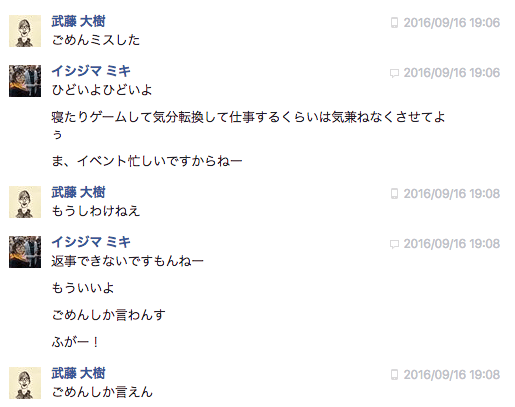 武藤 大樹
2016/09/16 19:06
ごめんミスした
イシジマ ミキ
2016/09/16 19:06
ひどいよひどいよ
寝たりゲームして気分転換して仕事するくらいは気兼ねなくさせてよ
ぅ
ま、イベント忙しいですからねー
武藤 大樹
2016/09/16 19:08
もうしわけねえ
イシジマ ミキ
2016/09/16 19:08
返事できないですもんねー
もういいよ
ごめんしか言わんす
ふがー！
武藤 大樹
2016/09/16 19:08
ごめんしか言えん